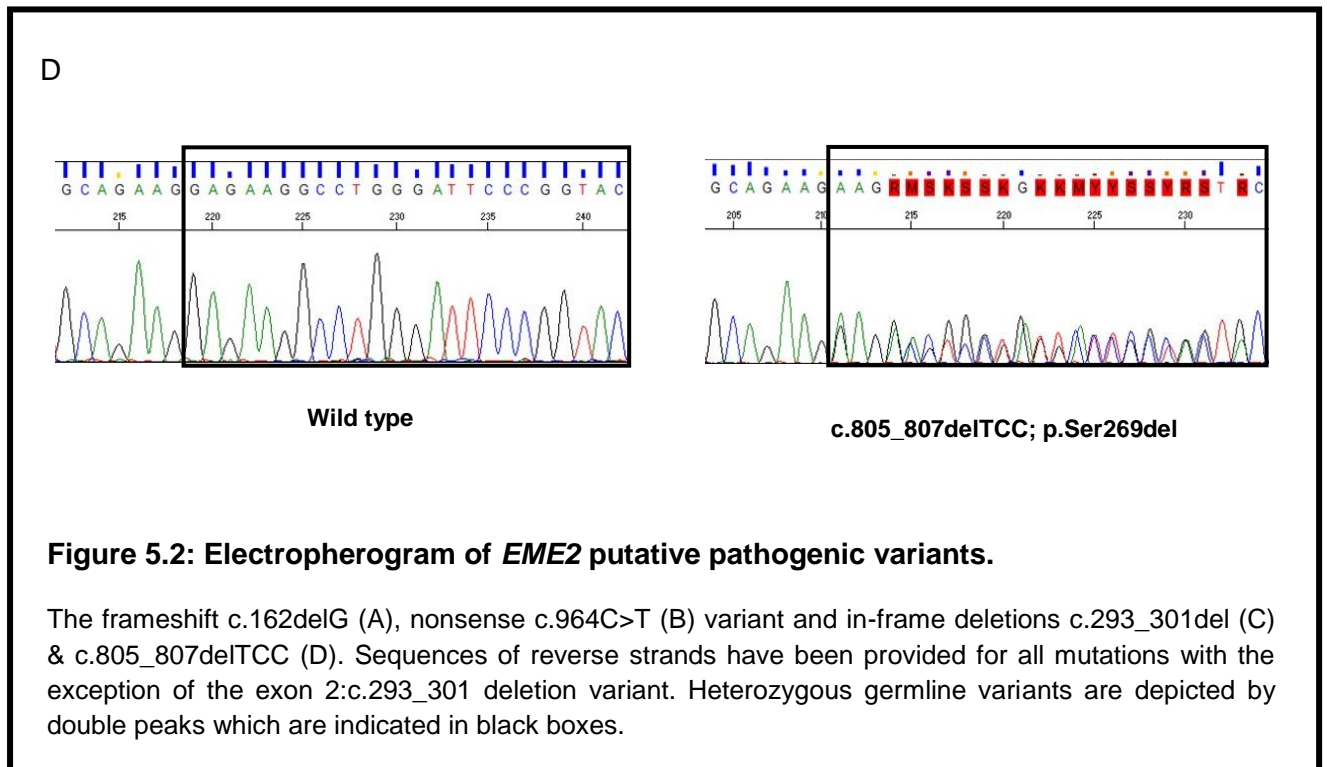 D
GCAGAAGGAGAAGGCCTGGGATTCCCGGTAC
GCAGAAGAAGRMSKSSKGKKMYYSSYRSTRC
215 220 225 230 235 240
205 210 215 220 225 230
Wild type
c.805_807delTCC; p.Ser269del
Figure 5.2: Electropherogram of EME2 putative pathogenic variants.
The frameshift c.162delG (A), nonsense c.964C>T (B) variant and in-frame deletions c.293_301del (C)
& c.805_807delTCC (D). Sequences of reverse strands have been provided for all mutations with the
exception of the exon 2:c.293_301 deletion variant. Heterozygous germline variants are depicted by
double peaks which are indicated in black boxes.